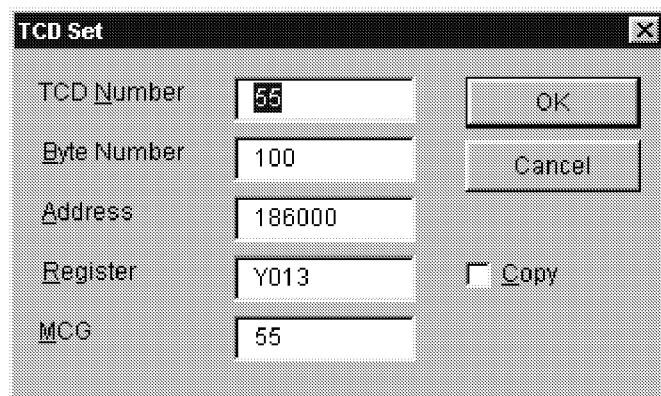 TCD Set
TCD Number 55 OK
Byte Number 100 Cancel
Address 186000
Register Y013 Copy
MCG 55